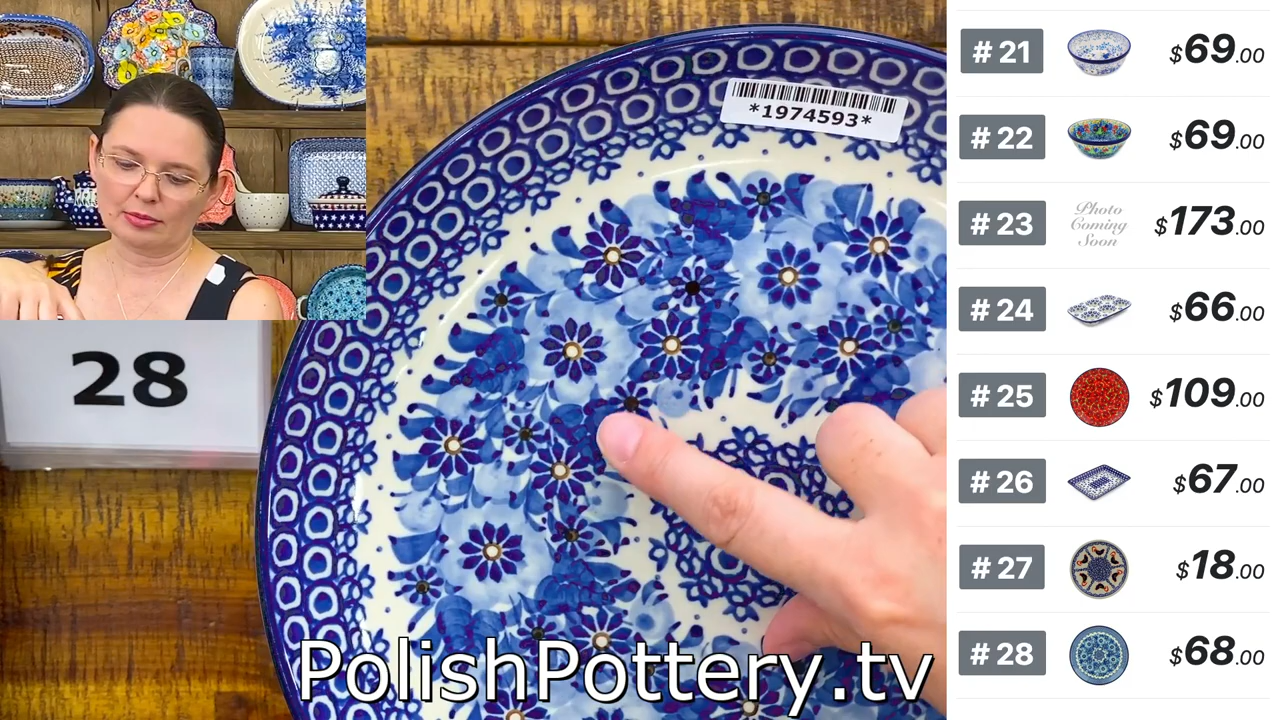 28
*1974593*
PolishPottery.tv
# 21 $69.00
# 22 $69.00
# 23 Photo Coming Soon $173.00
# 24 $66.00
# 25 $109.00
# 26 $67.00
# 27 $18.00
# 28 $68.00